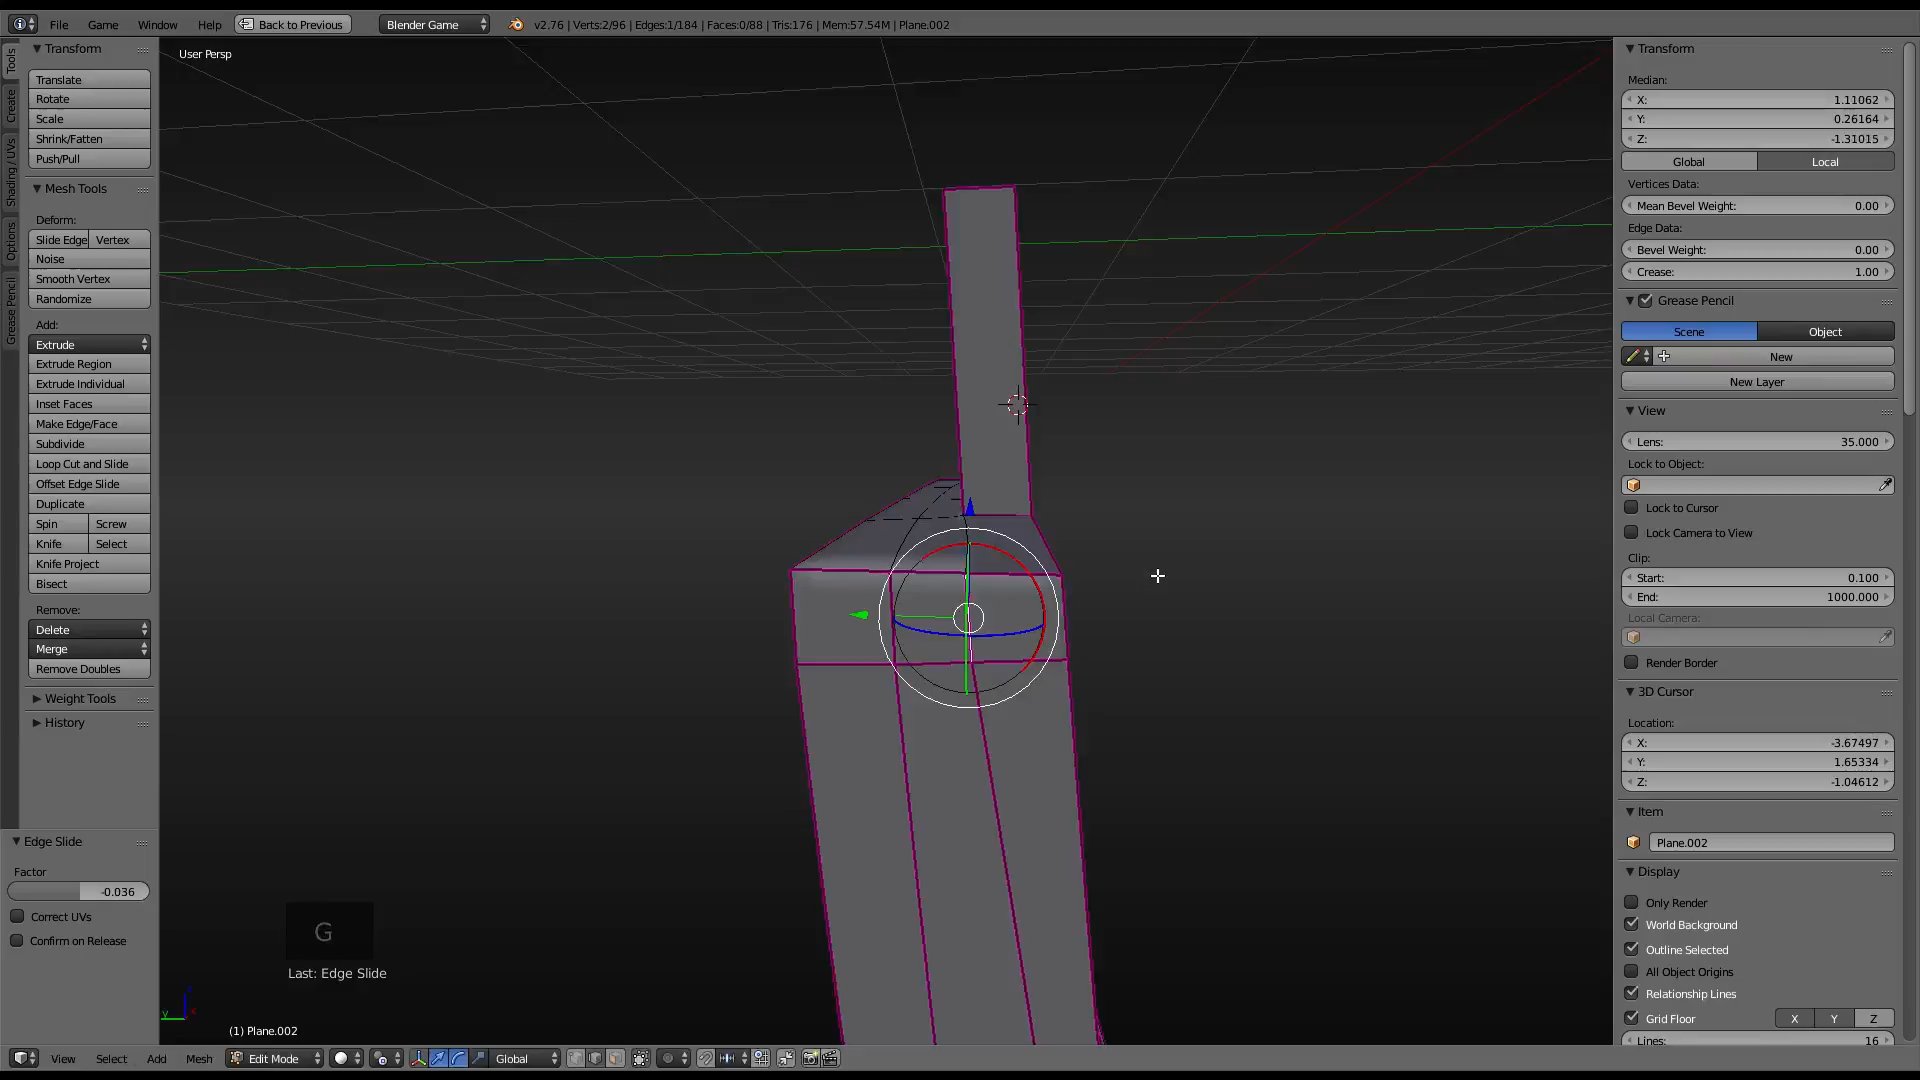 File Game Window Help Back to Previous Blender Game v2.76 | Verts:2/96 | Edges:1/184 | Faces:0/88 | Tris:176 | Mem:57.54M | Plane.002
Tools
Create
Shading / UVs
Options
Grease Pencil
Transform
Translate
Rotate
Scale
Shrink/Fatten
Push/Pull
Mesh Tools
Deform:
Slide Edge Vertex
Noise
Smooth Vertex
Randomize
Add:
Extrude
Extrude Region
Extrude Individual
Inset Faces
Make Edge/Face
Subdivide
Loop Cut and Slide
Offset Edge Slide
Duplicate
Spin Screw
Knife Select
Knife Project
Bisect
Remove:
Delete
Merge
Remove Doubles
Weight Tools
History
Edge Slide
Factor
-0.036
Correct UVs
Confirm on Release
User Persp
G
Last: Edge Slide
(1) Plane.002
Transform
Median:
X: 1.11062
Y: 0.26164
Z: -1.31015
Global Local
Vertices Data:
Mean Bevel Weight: 0.00
Edge Data:
Bevel Weight: 0.00
Crease: 1.00
Grease Pencil
Scene Object
New
New Layer
View
Lens: 35.000
Lock to Object:
Lock to Cursor
Lock Camera to View
Clip:
Start: 0.100
End: 1000.000
Local Camera:
Render Border
3D Cursor
Location:
X: -3.67497
Y: 1.65334
Z: -1.04612
Item
Plane.002
Display
Only Render
World Background
Outline Selected
All Object Origins
Relationship Lines
Grid Floor X Y Z
Lines: 16
View Select Add Mesh Edit Mode Global